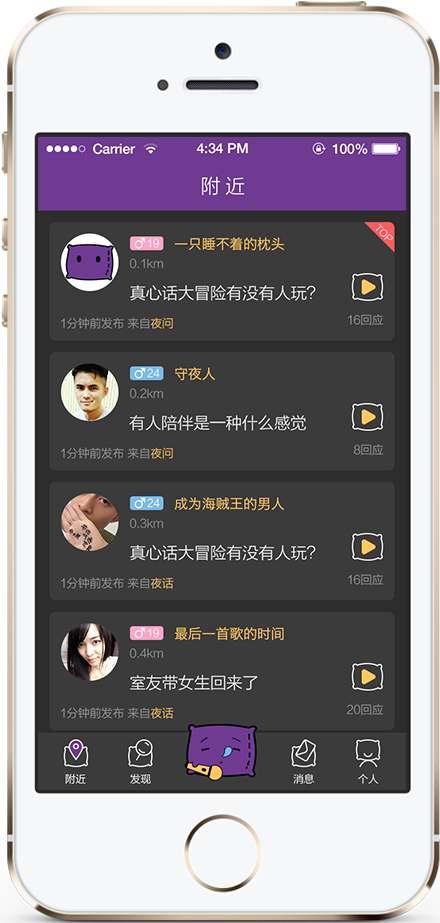 Carrier 4:34 PM 100%
附近
♂19 一只睡不着的枕头 TOP
0.1km
真心话大冒险有没有人玩?
1分钟前发布 来自夜问 16回应
♂24 守夜人
0.2km
有人陪伴是一种什么感觉
1分钟前发布 来自夜问 8回应
♂24 成为海贼王的男人
0.3km
真心话大冒险有没有人玩?
1分钟前发布 来自夜话 16回应
♂19 最后一首歌的时间
0.4km
室友带女生回来了
1分钟前发布 来自夜话 20回应
附近 发现 消息 个人